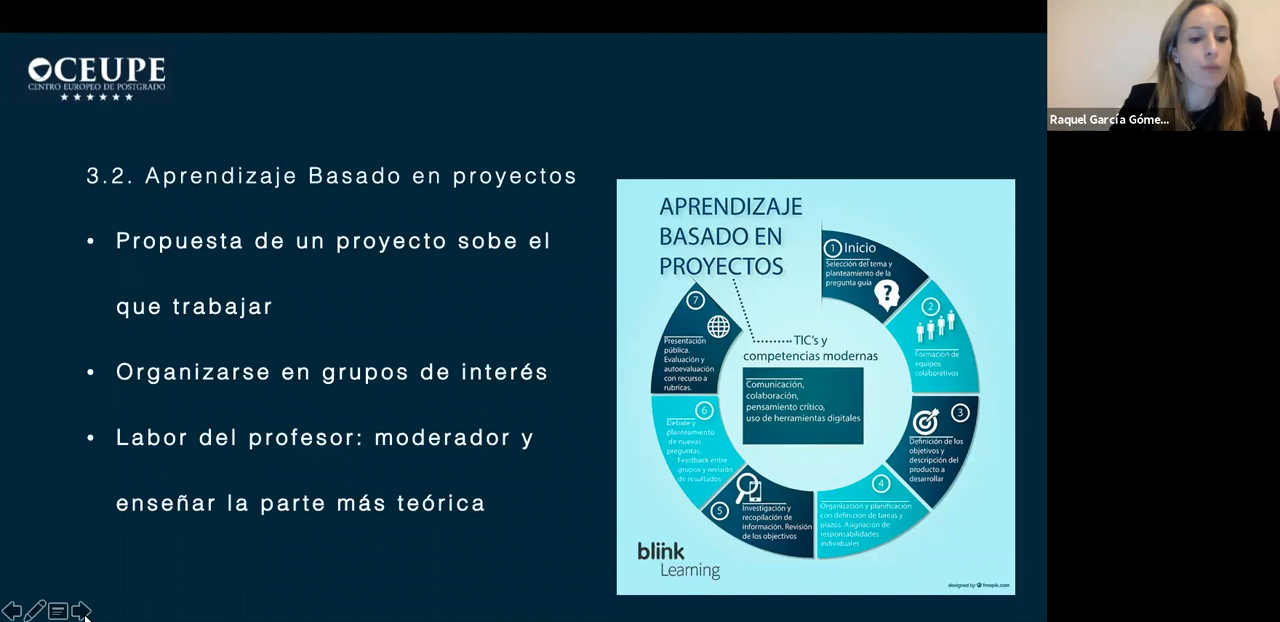 CEUPE
CENTRO EUROPEO DE POSTGRADO
Raquel García Góme...
3.2. Aprendizaje Basado en proyectos
• Propuesta de un proyecto sobe el
que trabajar
• Organizarse en grupos de interés
• Labor del profesor: moderador y
enseñar la parte más teórica
APRENDIZAJE
BASADO EN
PROYECTOS
1 Inicio
Selección del tema y
planteamiento de la
pregunta guía
?
2
Formación de
equipos
colaborativos
3
Definición de los
objetivos y
descripción del
producto a
desarrollar
4
Organización y planificación
con definición de tareas y
plazos. Asignación de
responsabilidades
individuales
5
Investigación y
recopilación de
información. Revisión
de los objetivos
6
Debate y
planteamiento
de nuevas
preguntas.
Feedback entre
grupos y revisión
de resultados
7
Presentación
pública.
Evaluación y
autoevaluación
con recurso a
rubricas.
TIC's y
competencias modernas
Comunicación,
colaboración,
pensamiento crítico,
uso de herramientas digitales
blink
Learning
designed by freepik.com